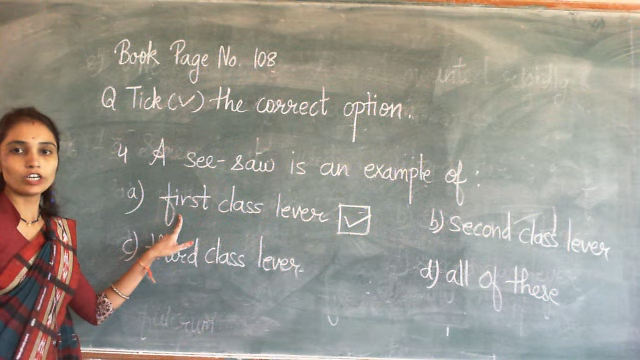 Book Page No. 108
Q Tick (✓) the correct option.
4 A see-saw is an example of :
a) first class lever ✓
b) second class lever
c) third class lever.
d) all of these
fulcrum